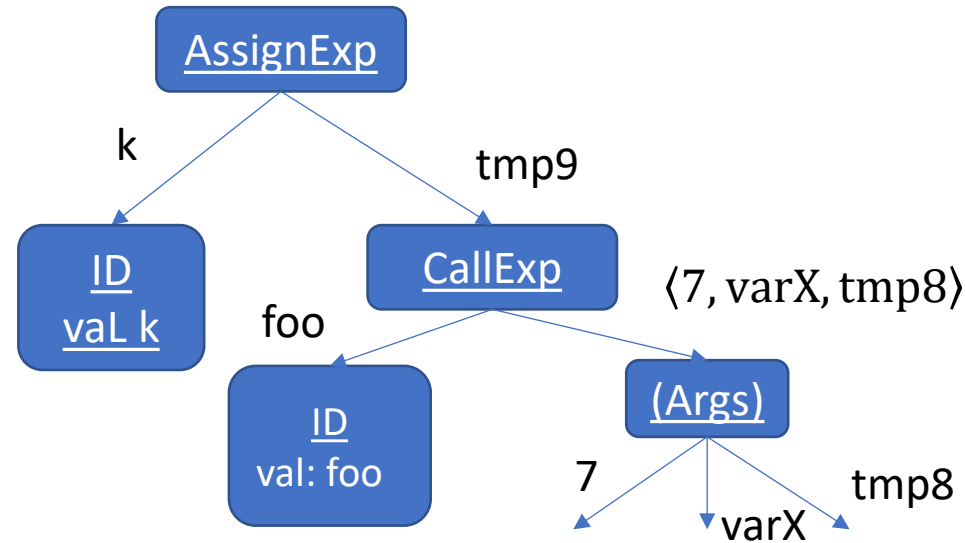 AssignExp
k
tmp9
ID
vaL k
CallExp
⟨7, varX, tmp8⟩
foo
ID
val: foo
(Args)
7
varX
tmp8